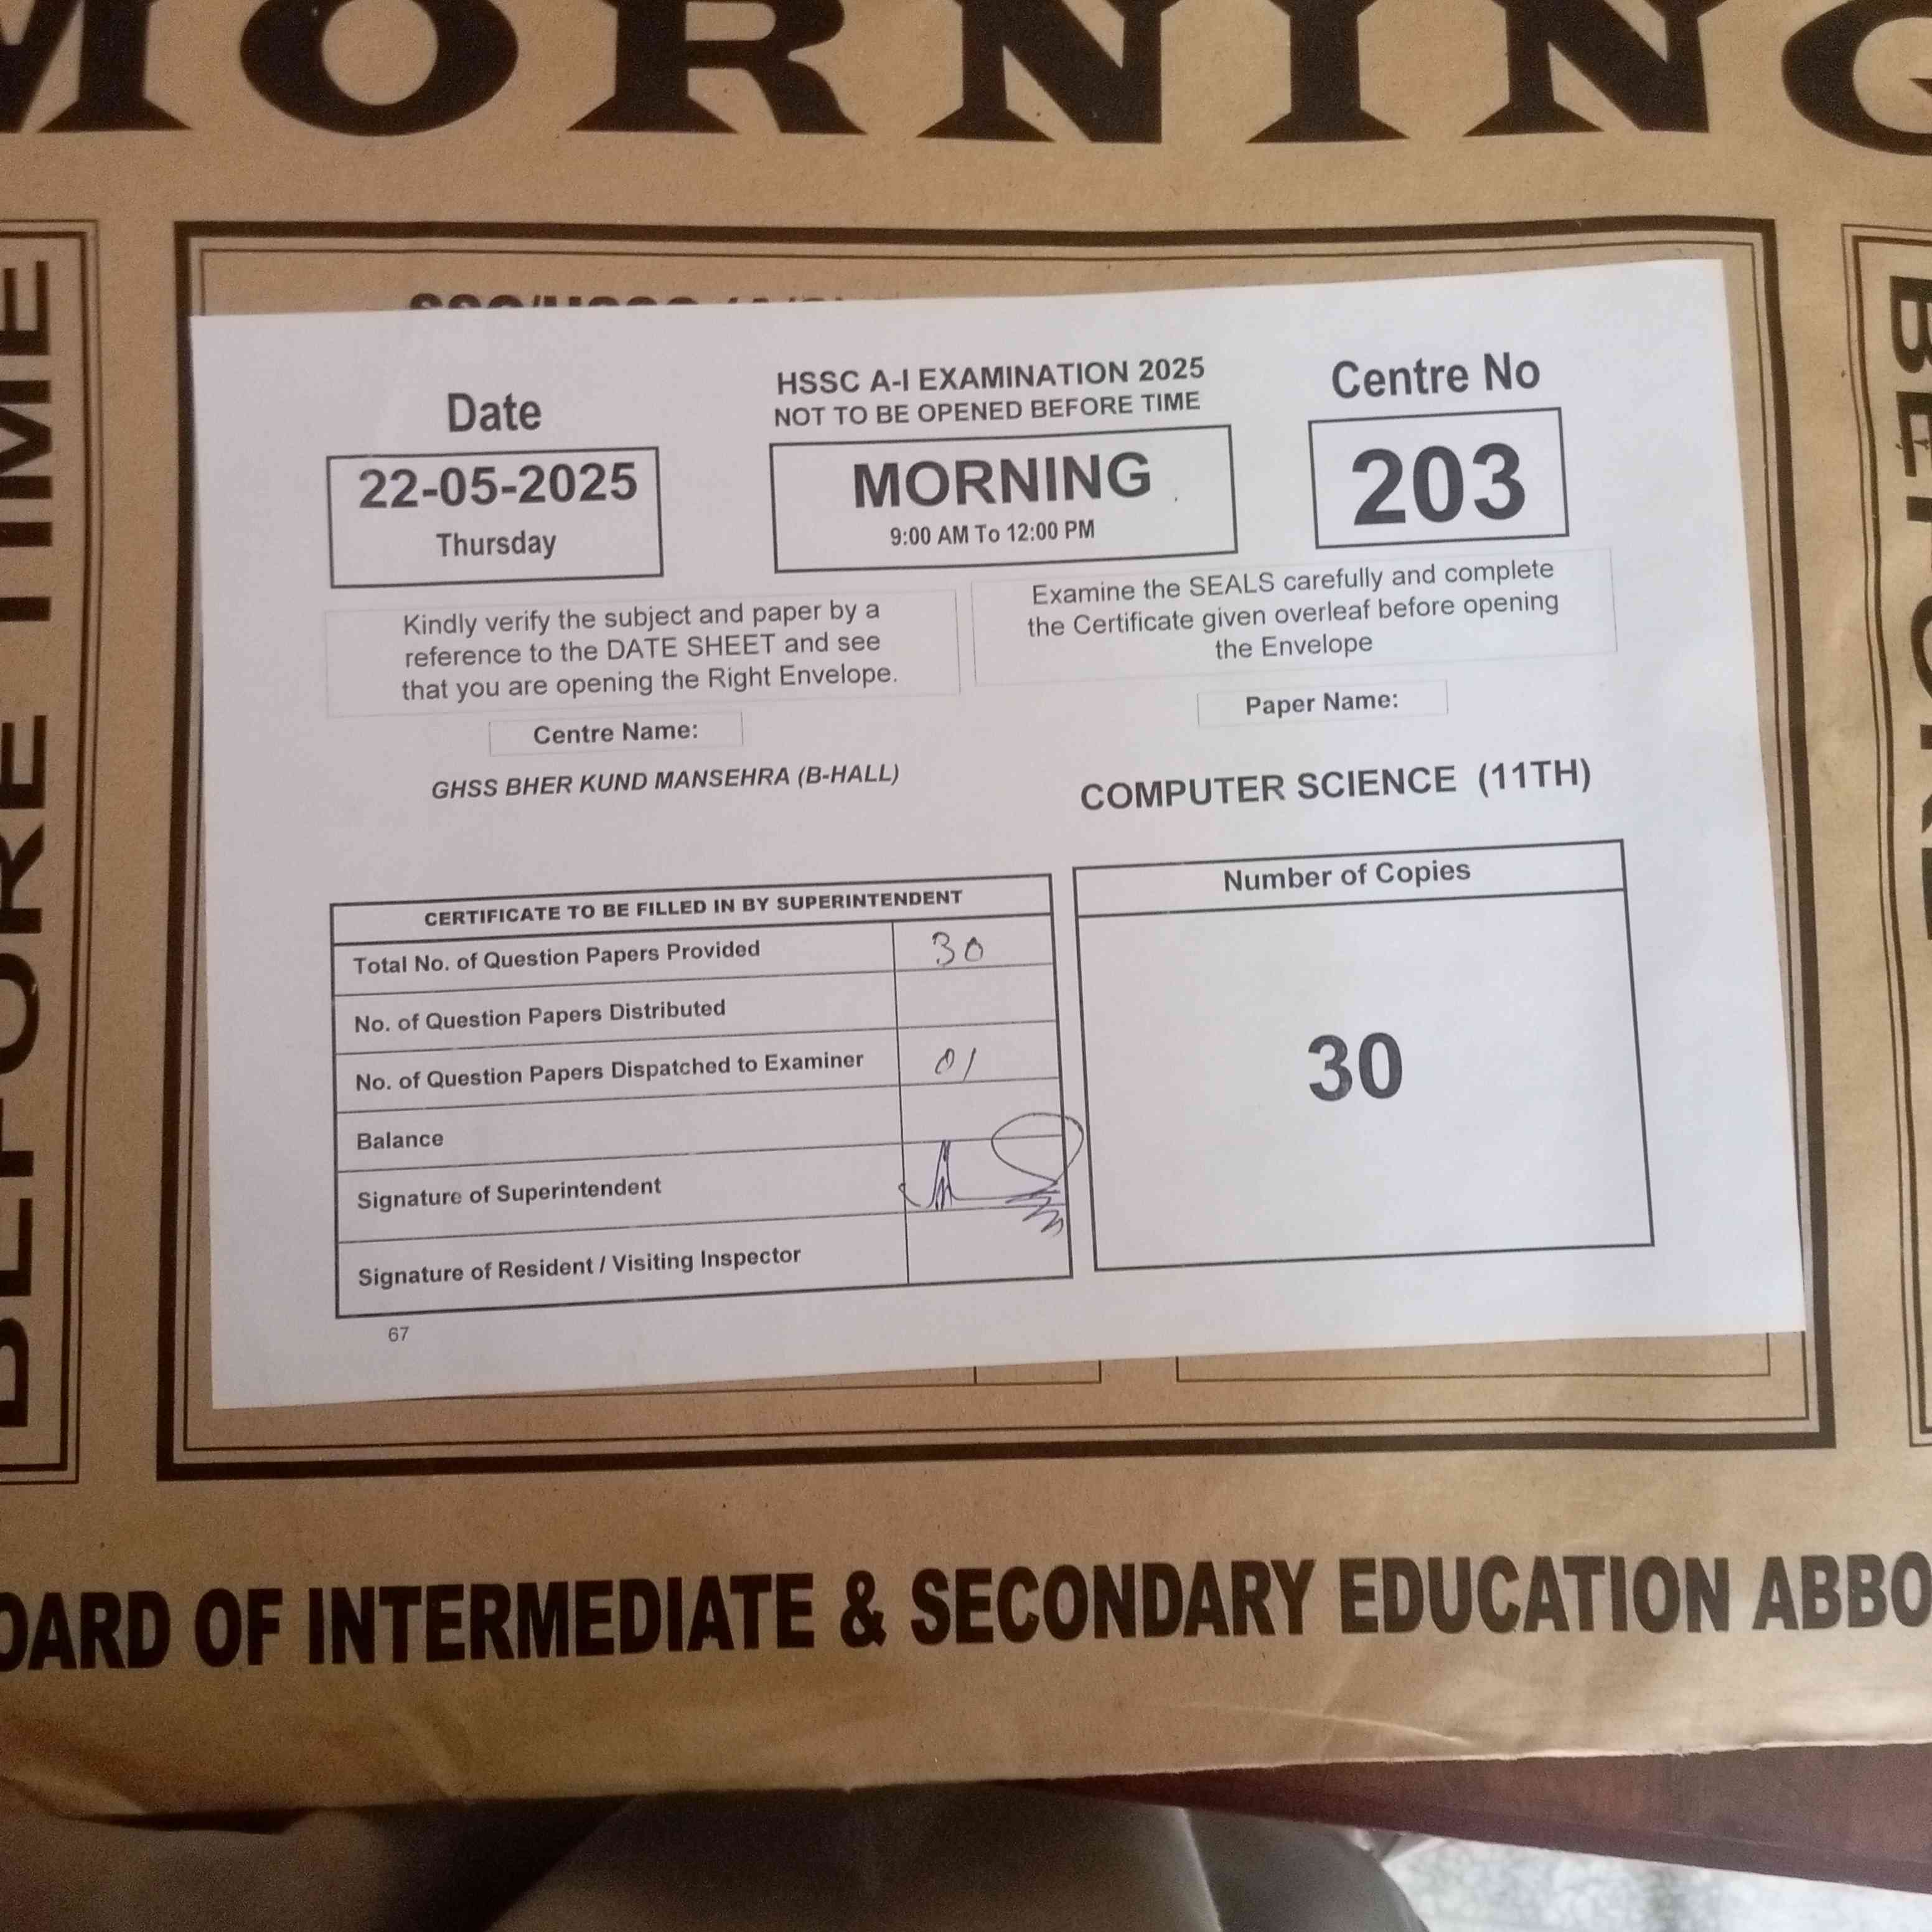 MORNING
TIME
BEFORE
BEFORE
HSSC A-I EXAMINATION 2025
NOT TO BE OPENED BEFORE TIME
Date
22-05-2025
Thursday
MORNING
9:00 AM To 12:00 PM
Centre No
203
Kindly verify the subject and paper by a
reference to the DATE SHEET and see
that you are opening the Right Envelope.
Examine the SEALS carefully and complete
the Certificate given overleaf before opening
the Envelope
Centre Name:
GHSS BHER KUND MANSEHRA (B-HALL)
Paper Name:
COMPUTER SCIENCE (11TH)
CERTIFICATE TO BE FILLED IN BY SUPERINTENDENT
Total No. of Question Papers Provided 30
No. of Question Papers Distributed
No. of Question Papers Dispatched to Examiner 01
Balance
Signature of Superintendent
Signature of Resident / Visiting Inspector
Number of Copies
30
67
OARD OF INTERMEDIATE & SECONDARY EDUCATION ABBO